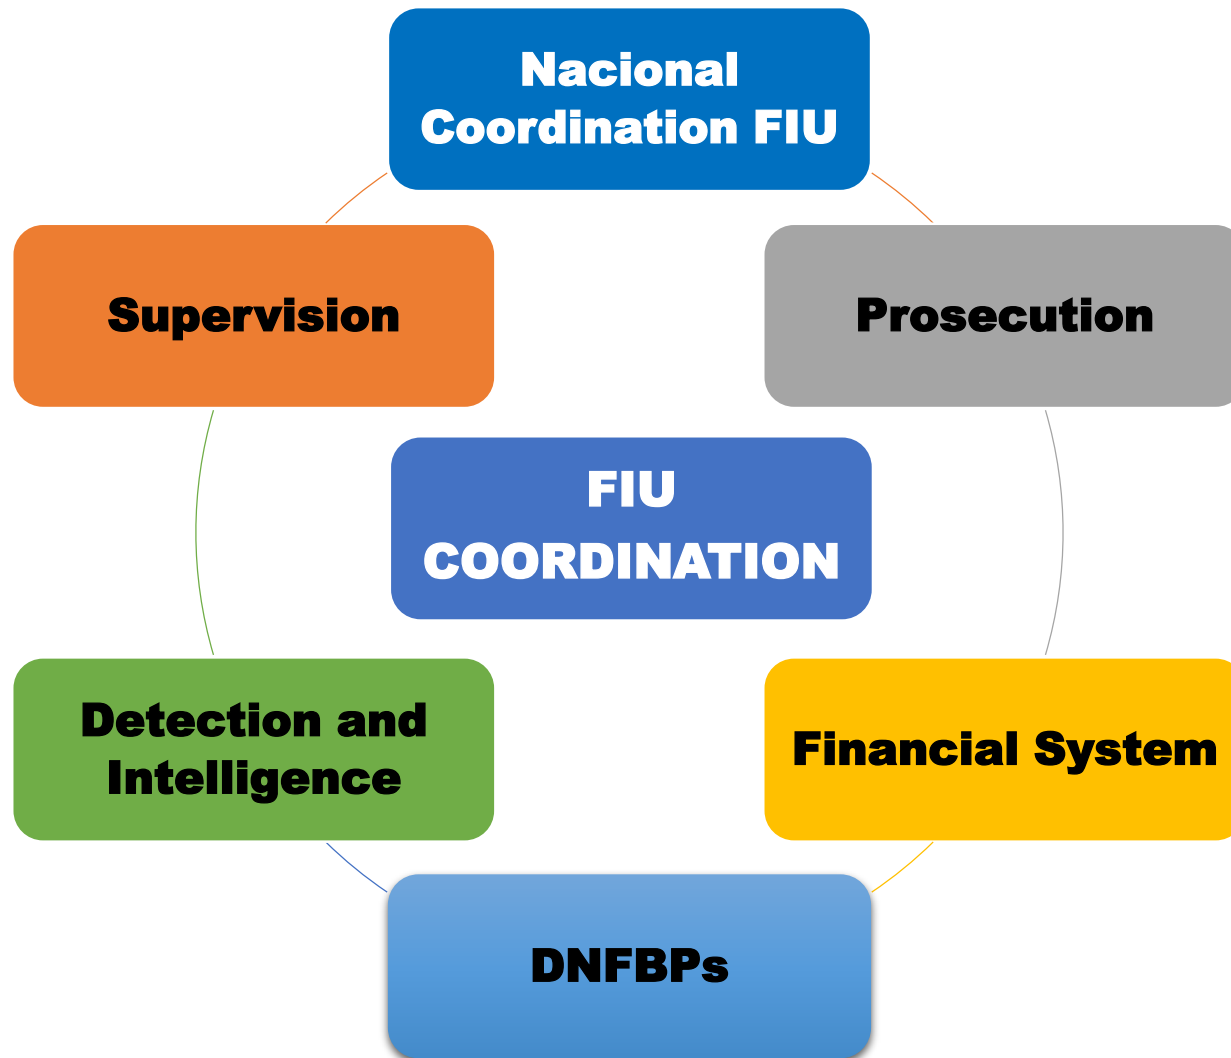 Nacional
Coordination FIU
Supervision
Prosecution
FIU
COORDINATION
Detection and
Intelligence
Financial System
DNFBPs